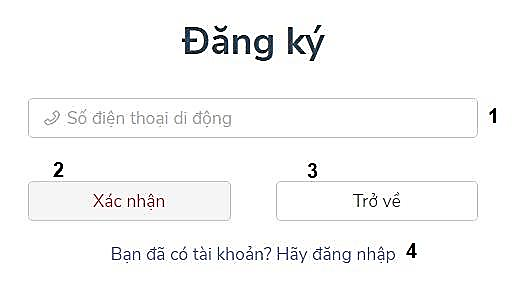 Đăng ký
Số điện thoại di động 1
2 3
Xác nhận Trở về
Bạn đã có tài khoản? Hãy đăng nhập 4